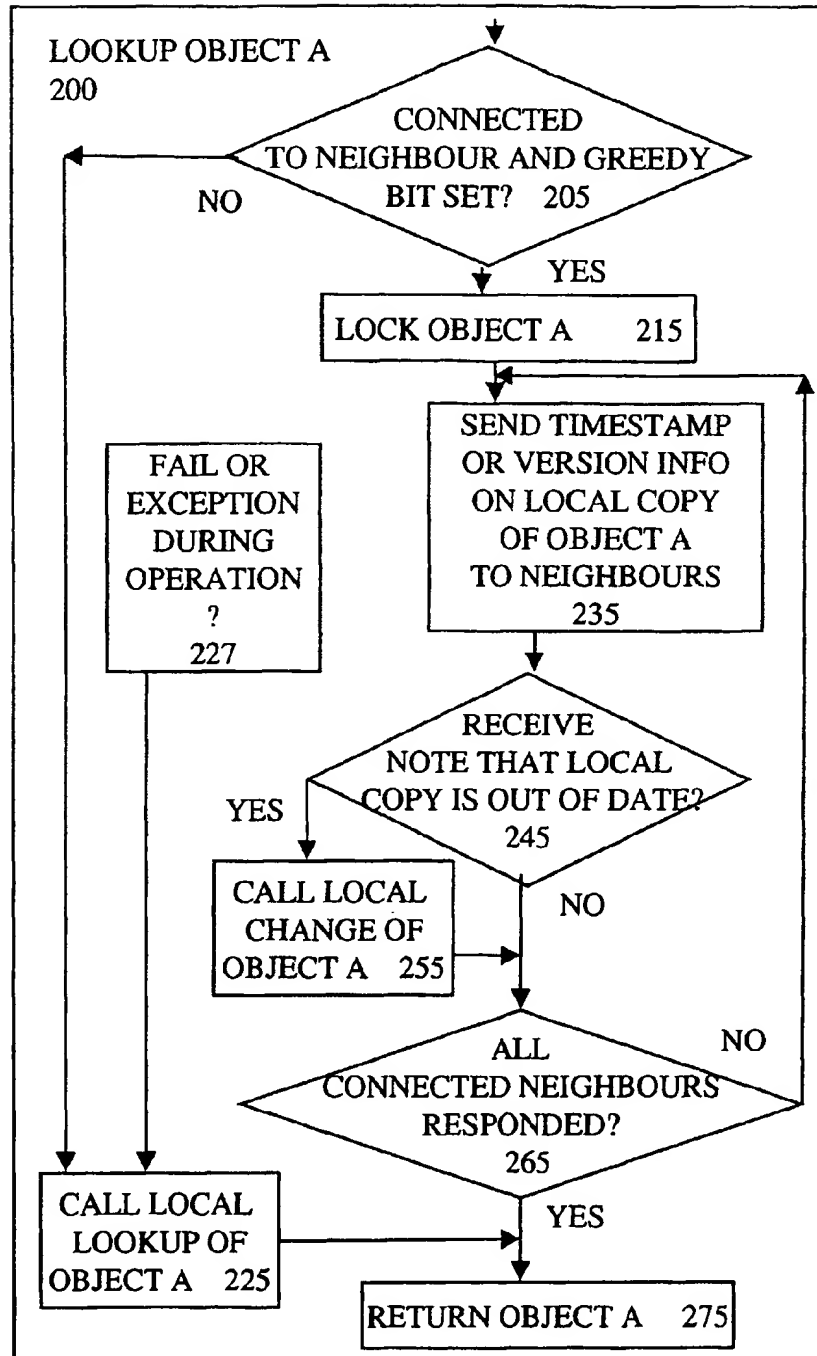 LOOKUP OBJECT A
200
CONNECTED
TO NEIGHBOUR AND GREEDY
BIT SET? 205
NO
YES
LOCK OBJECT A 215
SEND TIMESTAMP
OR VERSION INFO
ON LOCAL COPY
OF OBJECT A
TO NEIGHBOURS
235
FAIL OR
EXCEPTION
DURING
OPERATION
?
227
RECEIVE
NOTE THAT LOCAL
COPY IS OUT OF DATE?
245
YES
NO
CALL LOCAL
CHANGE OF
OBJECT A 255
ALL
CONNECTED NEIGHBOURS
RESPONDED?
265
NO
YES
CALL LOCAL
LOOKUP OF
OBJECT A 225
RETURN OBJECT A 275